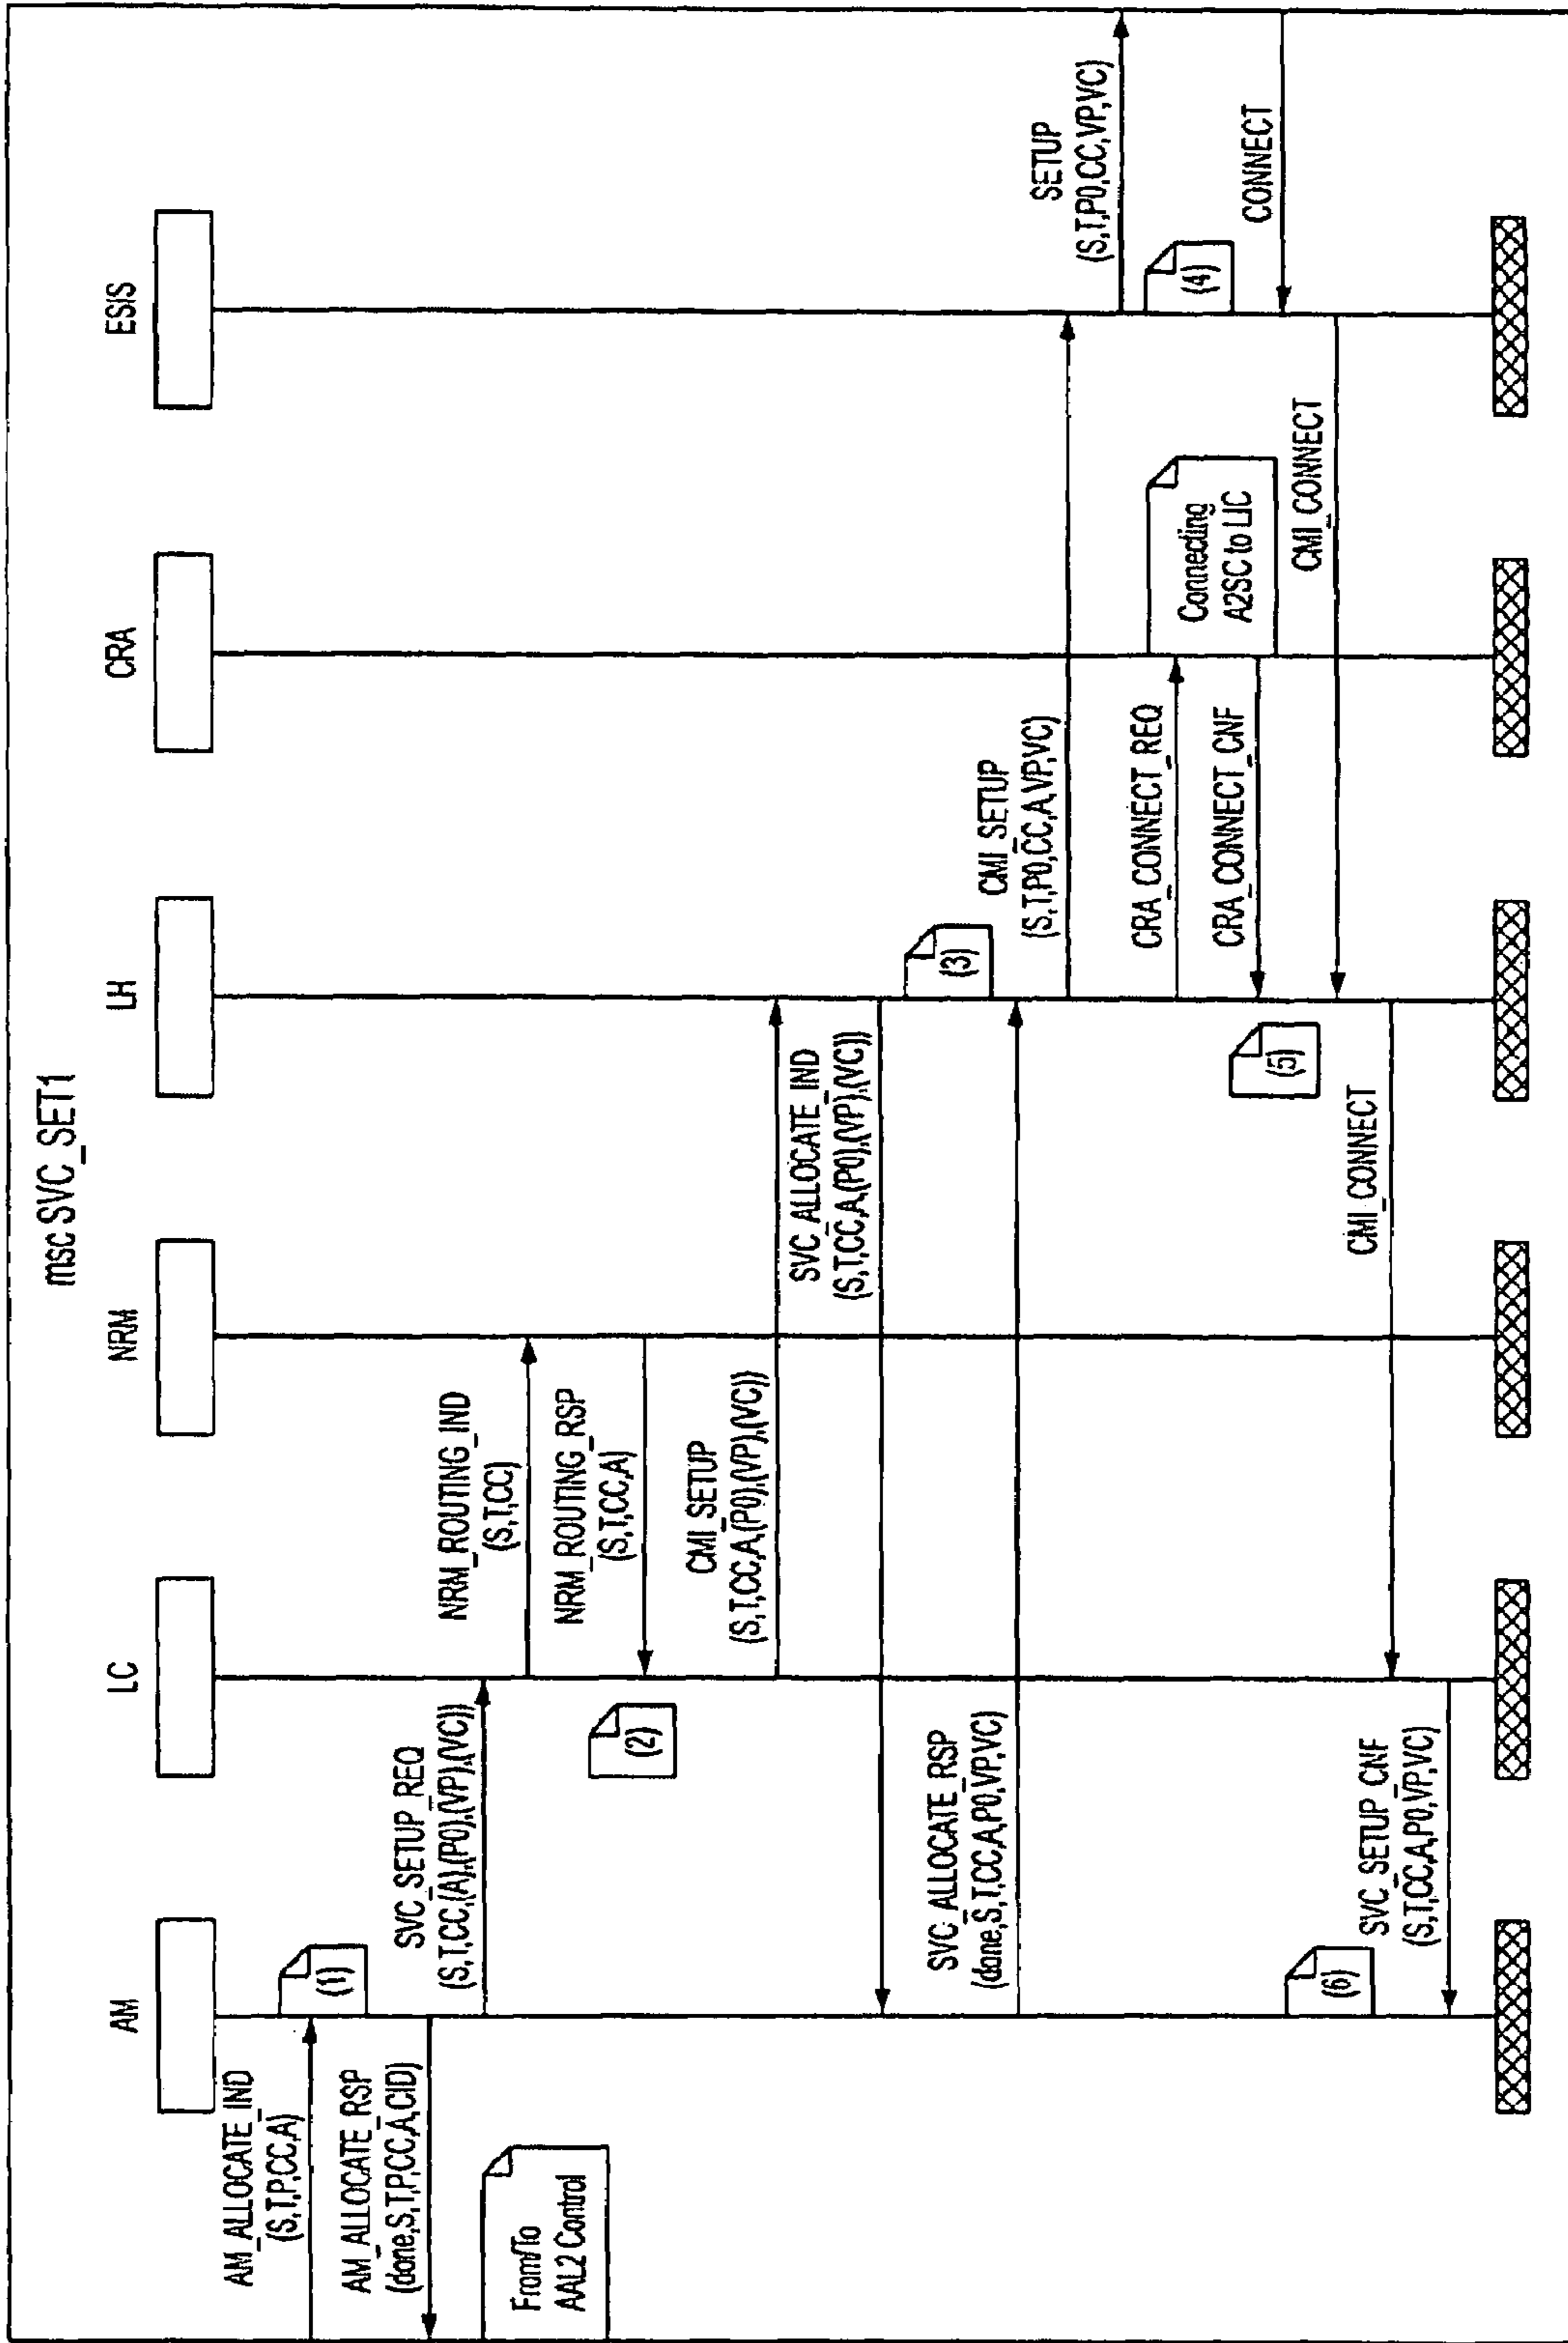 msc SVC_SET1
AM
LC
NRM
LH
CRA
ESIS
AM_ALLOCATE_IND
(S,T,P,CC,A)
(1)
AM_ALLOCATE_RSP
(done,S,T,P,CC,A,CID)
From/To
AAL2 Control
SVC_SETUP_REQ
(S,T,CC,(A),(P0),(VP),(VC))
NRM_ROUTING_IND
(S,T,CC)
NRM_ROUTING_RSP
(S,T,CC,A)
(2)
CMI_SETUP
(S,T,CC,A,(P0),(VP),(VC))
SVC_ALLOCATE_IND
(S,T,CC,A,(P0),(VP),(VC))
(3)
SVC_ALLOCATE_RSP
(done,S,T,CC,A,P0,VP,VC)
CMI_SETUP
(S,T,P0,CC,A,VP,VC)
SETUP
(S,T,P0,CC,VP,VC)
(4)
CRA_CONNECT_REQ
Connecting
A2SC to LIC
CRA_CONNECT_CNF
CONNECT
(5)
CMI_CONNECT
CMI_CONNECT
(6)
SVC_SETUP_CNF
(S,T,CC,A,P0,VP,VC)